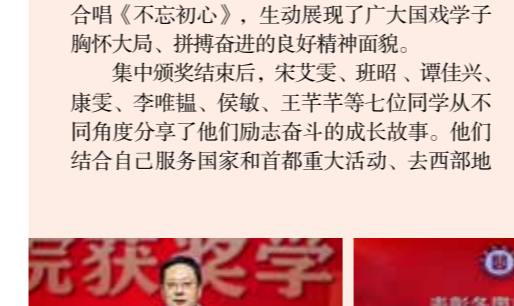 合唱《不忘初心》，生动展现了广大国戏学子
胸怀大局、拼搏奋进的良好精神面貌。
集中颁奖结束后，宋艾雯、班昭、谭佳兴、
康雯、李唯韫、侯敏、王芊芊等七位同学从不
同角度分享了他们励志奋斗的成长故事。他们
结合自己服务国家和首都重大活动、去西部地
院获奖学
表彰冬奥